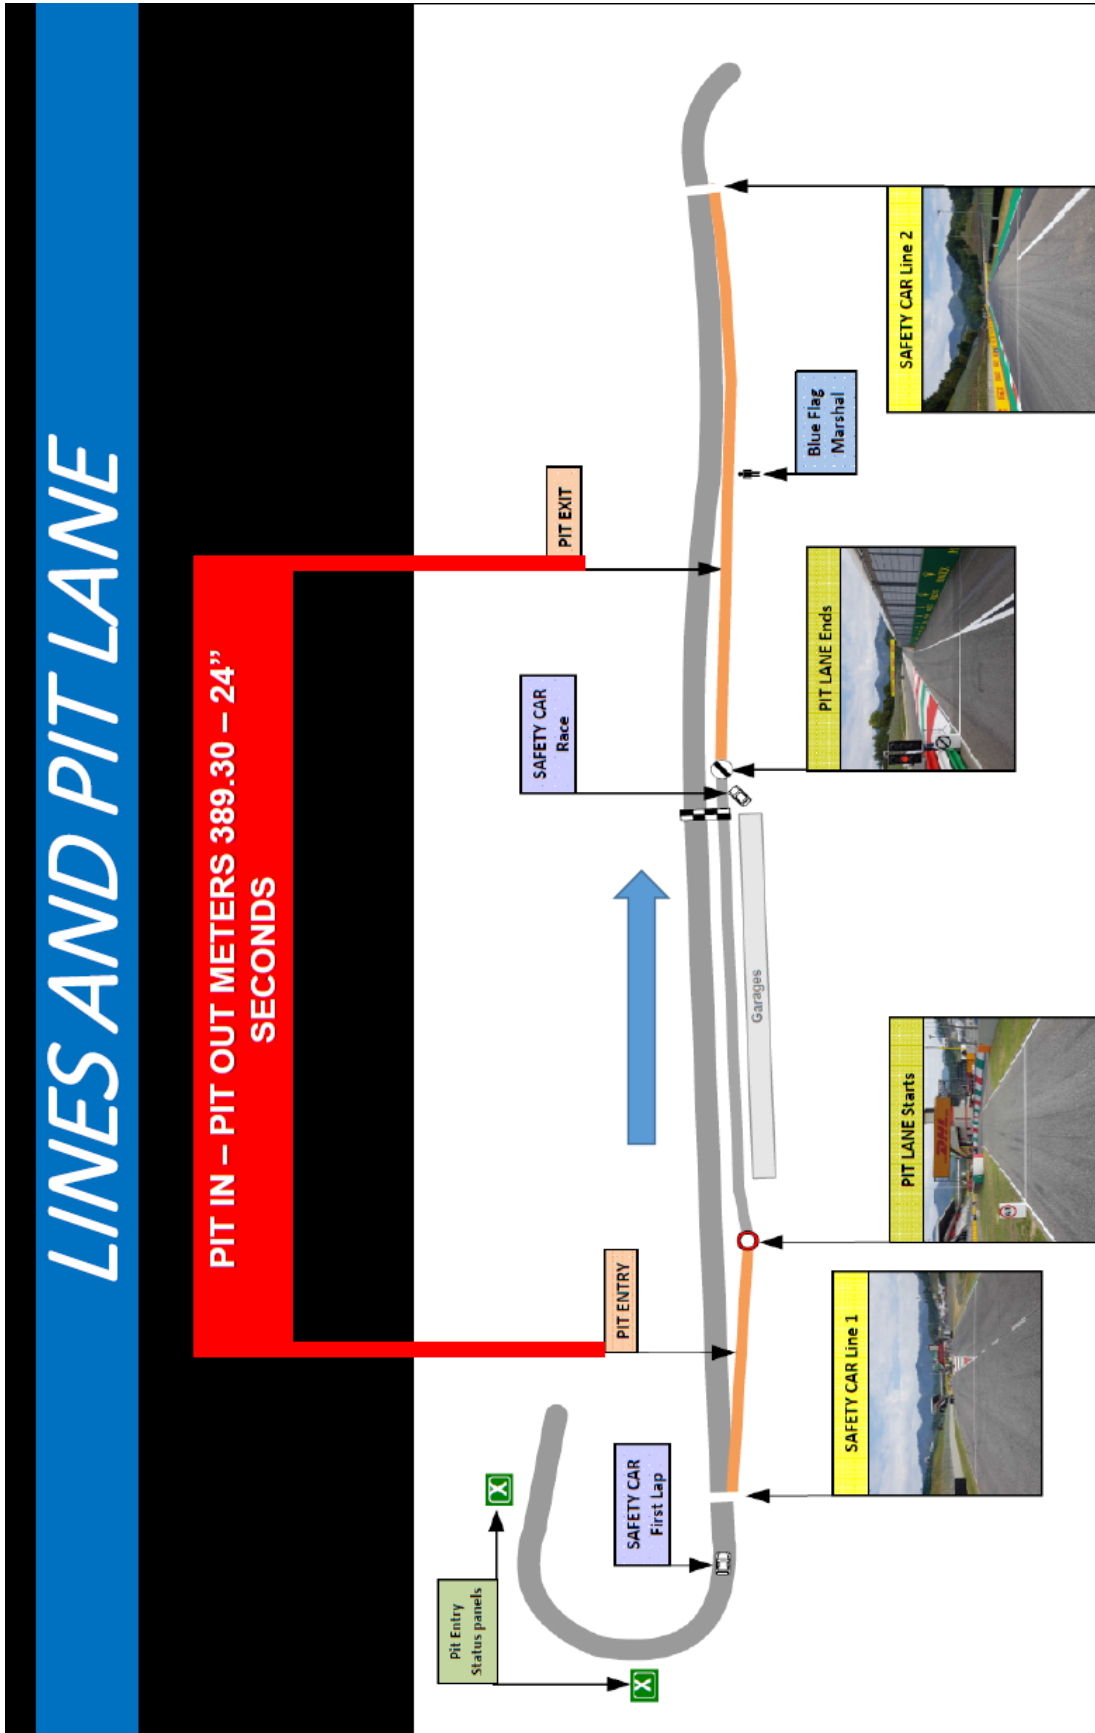 LINES AND PIT LANE
PIT IN – PIT OUT METERS 389.30 – 24”
SECONDS
Pit Entry
Status panels
X
X
SAFETY CAR
First Lap
PIT ENTRY
SAFETY CAR
Race
PIT EXIT
Garages
Blue Flag
Marshal
SAFETY CAR Line 1
PIT LANE Starts
DHL
PIT LANE Ends
SAFETY CAR Line 2